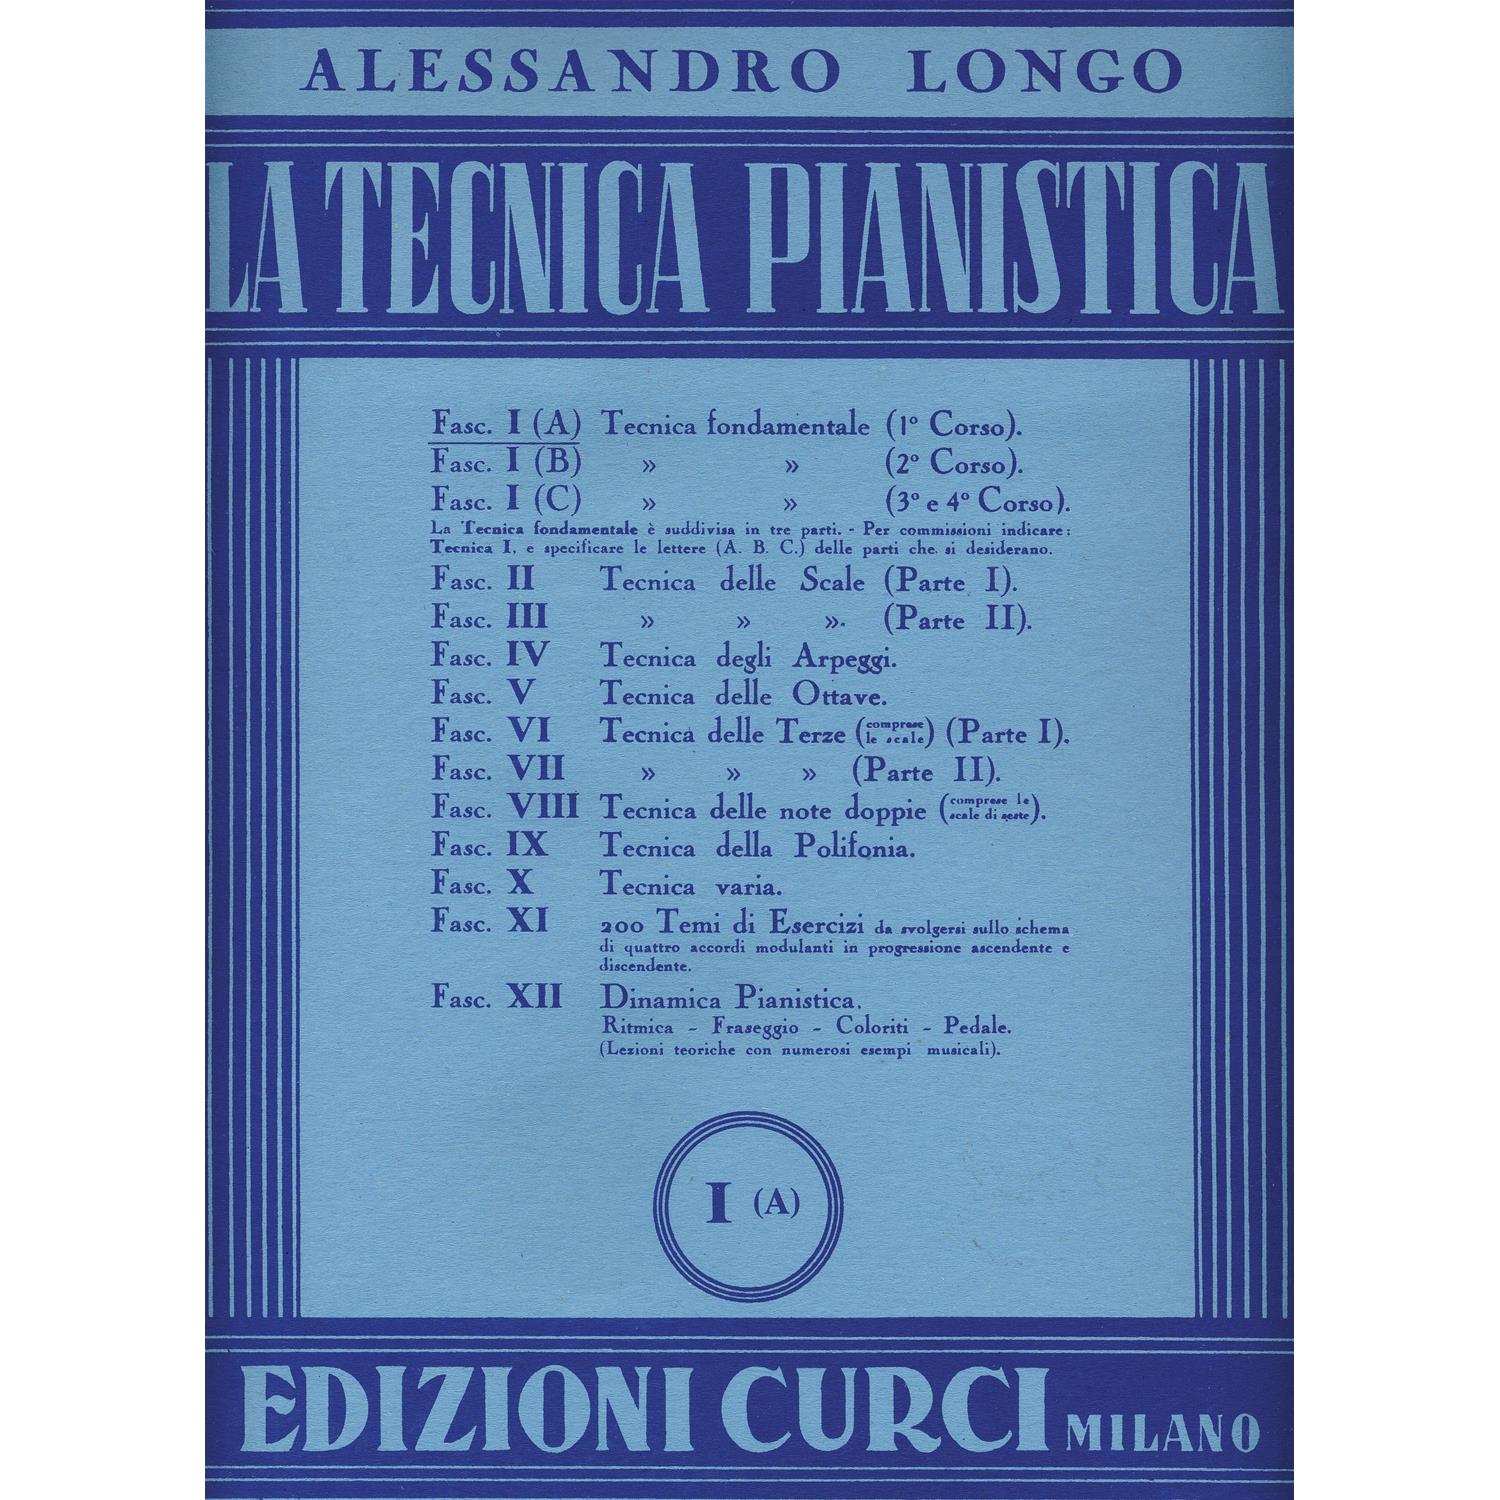 ALESSANDRO LONGO
LA TECNICA PIANISTICA
Fasc. I (A) Tecnica fondamentale (1º Corso).
Fasc. I (B) » » (2º Corso).
Fasc. I (C) » » (3º e 4º Corso).
La Tecnica fondamentale è suddivisa in tre parti. - Per commissioni indicare:
Tecnica I, e specificare le lettere (A. B. C.) delle parti che si desiderano.
Fasc. II Tecnica delle Scale (Parte I).
Fasc. III » » ». (Parte II).
Fasc. IV Tecnica degli Arpeggi.
Fasc. V Tecnica delle Ottave.
Fasc. VI Tecnica delle Terze (comprese le scale) (Parte I).
Fasc. VII » » » (Parte II).
Fasc. VIII Tecnica delle note doppie (comprese le scale di seste).
Fasc. IX Tecnica della Polifonia.
Fasc. X Tecnica varia.
Fasc. XI 200 Temi di Esercizi da svolgersi sullo schema
di quattro accordi modulanti in progressione ascendente e
discendente.
Fasc. XII Dinamica Pianistica.
Ritmica - Fraseggio - Coloriti - Pedale.
(Lezioni teoriche con numerosi esempi musicali).
I (A)
EDIZIONI CURCI MILANO